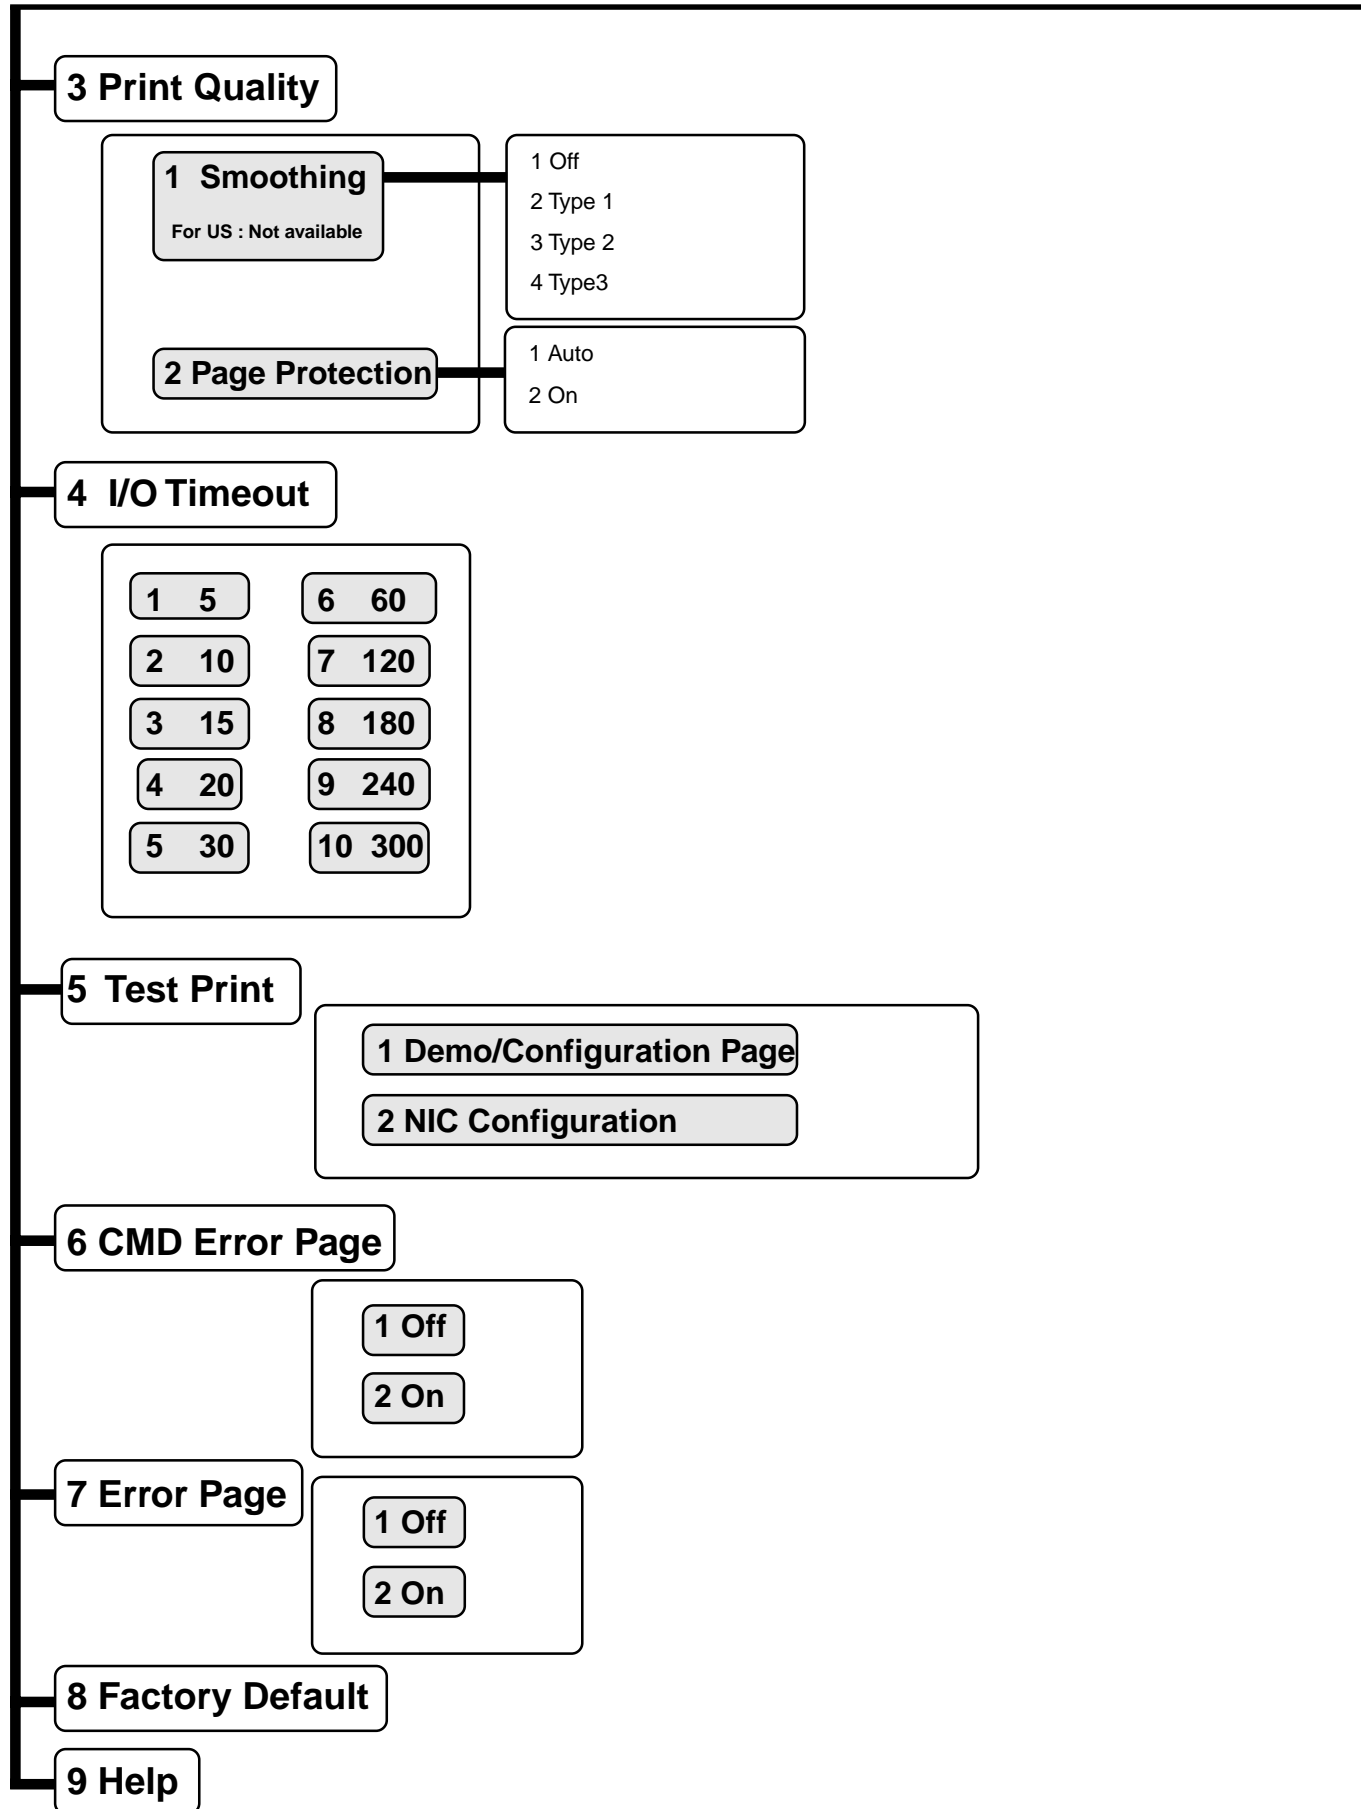 3 Print Quality
1 Smoothing
For US : Not available
1 Off
2 Type 1
3 Type 2
4 Type3
2 Page Protection
1 Auto
2 On
4 I/O Timeout
1 5
6 60
2 10
7 120
3 15
8 180
4 20
9 240
5 30
10 300
5 Test Print
1 Demo/Configuration Page
2 NIC Configuration
6 CMD Error Page
1 Off
2 On
7 Error Page
1 Off
2 On
8 Factory Default
9 Help